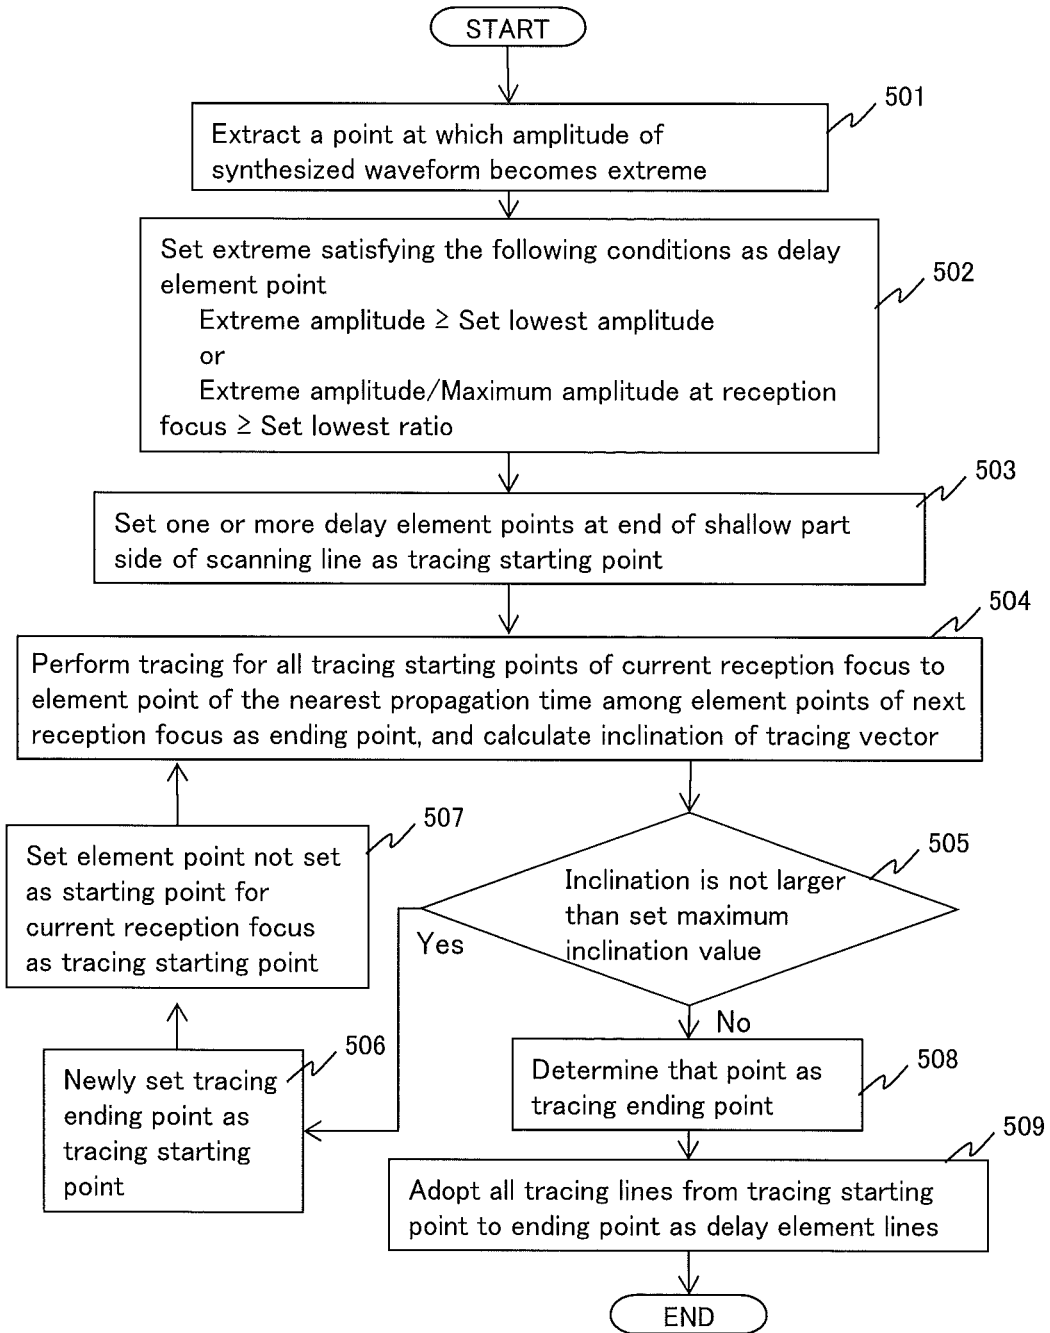 START
501
Extract a point at which amplitude of
synthesized waveform becomes extreme
502
Set extreme satisfying the following conditions as delay
element point
Extreme amplitude ≥ Set lowest amplitude
or
Extreme amplitude/Maximum amplitude at reception
focus ≥ Set lowest ratio
503
Set one or more delay element points at end of shallow part
side of scanning line as tracing starting point
504
Perform tracing for all tracing starting points of current reception focus to
element point of the nearest propagation time among element points of next
reception focus as ending point, and calculate inclination of tracing vector
505
Inclination is not larger
than set maximum
inclination value
Yes
No
507
Set element point not set
as starting point for
current reception focus
as tracing starting point
506
Newly set tracing
ending point as
tracing starting
point
508
Determine that point as
tracing ending point
509
Adopt all tracing lines from tracing starting
point to ending point as delay element lines
END